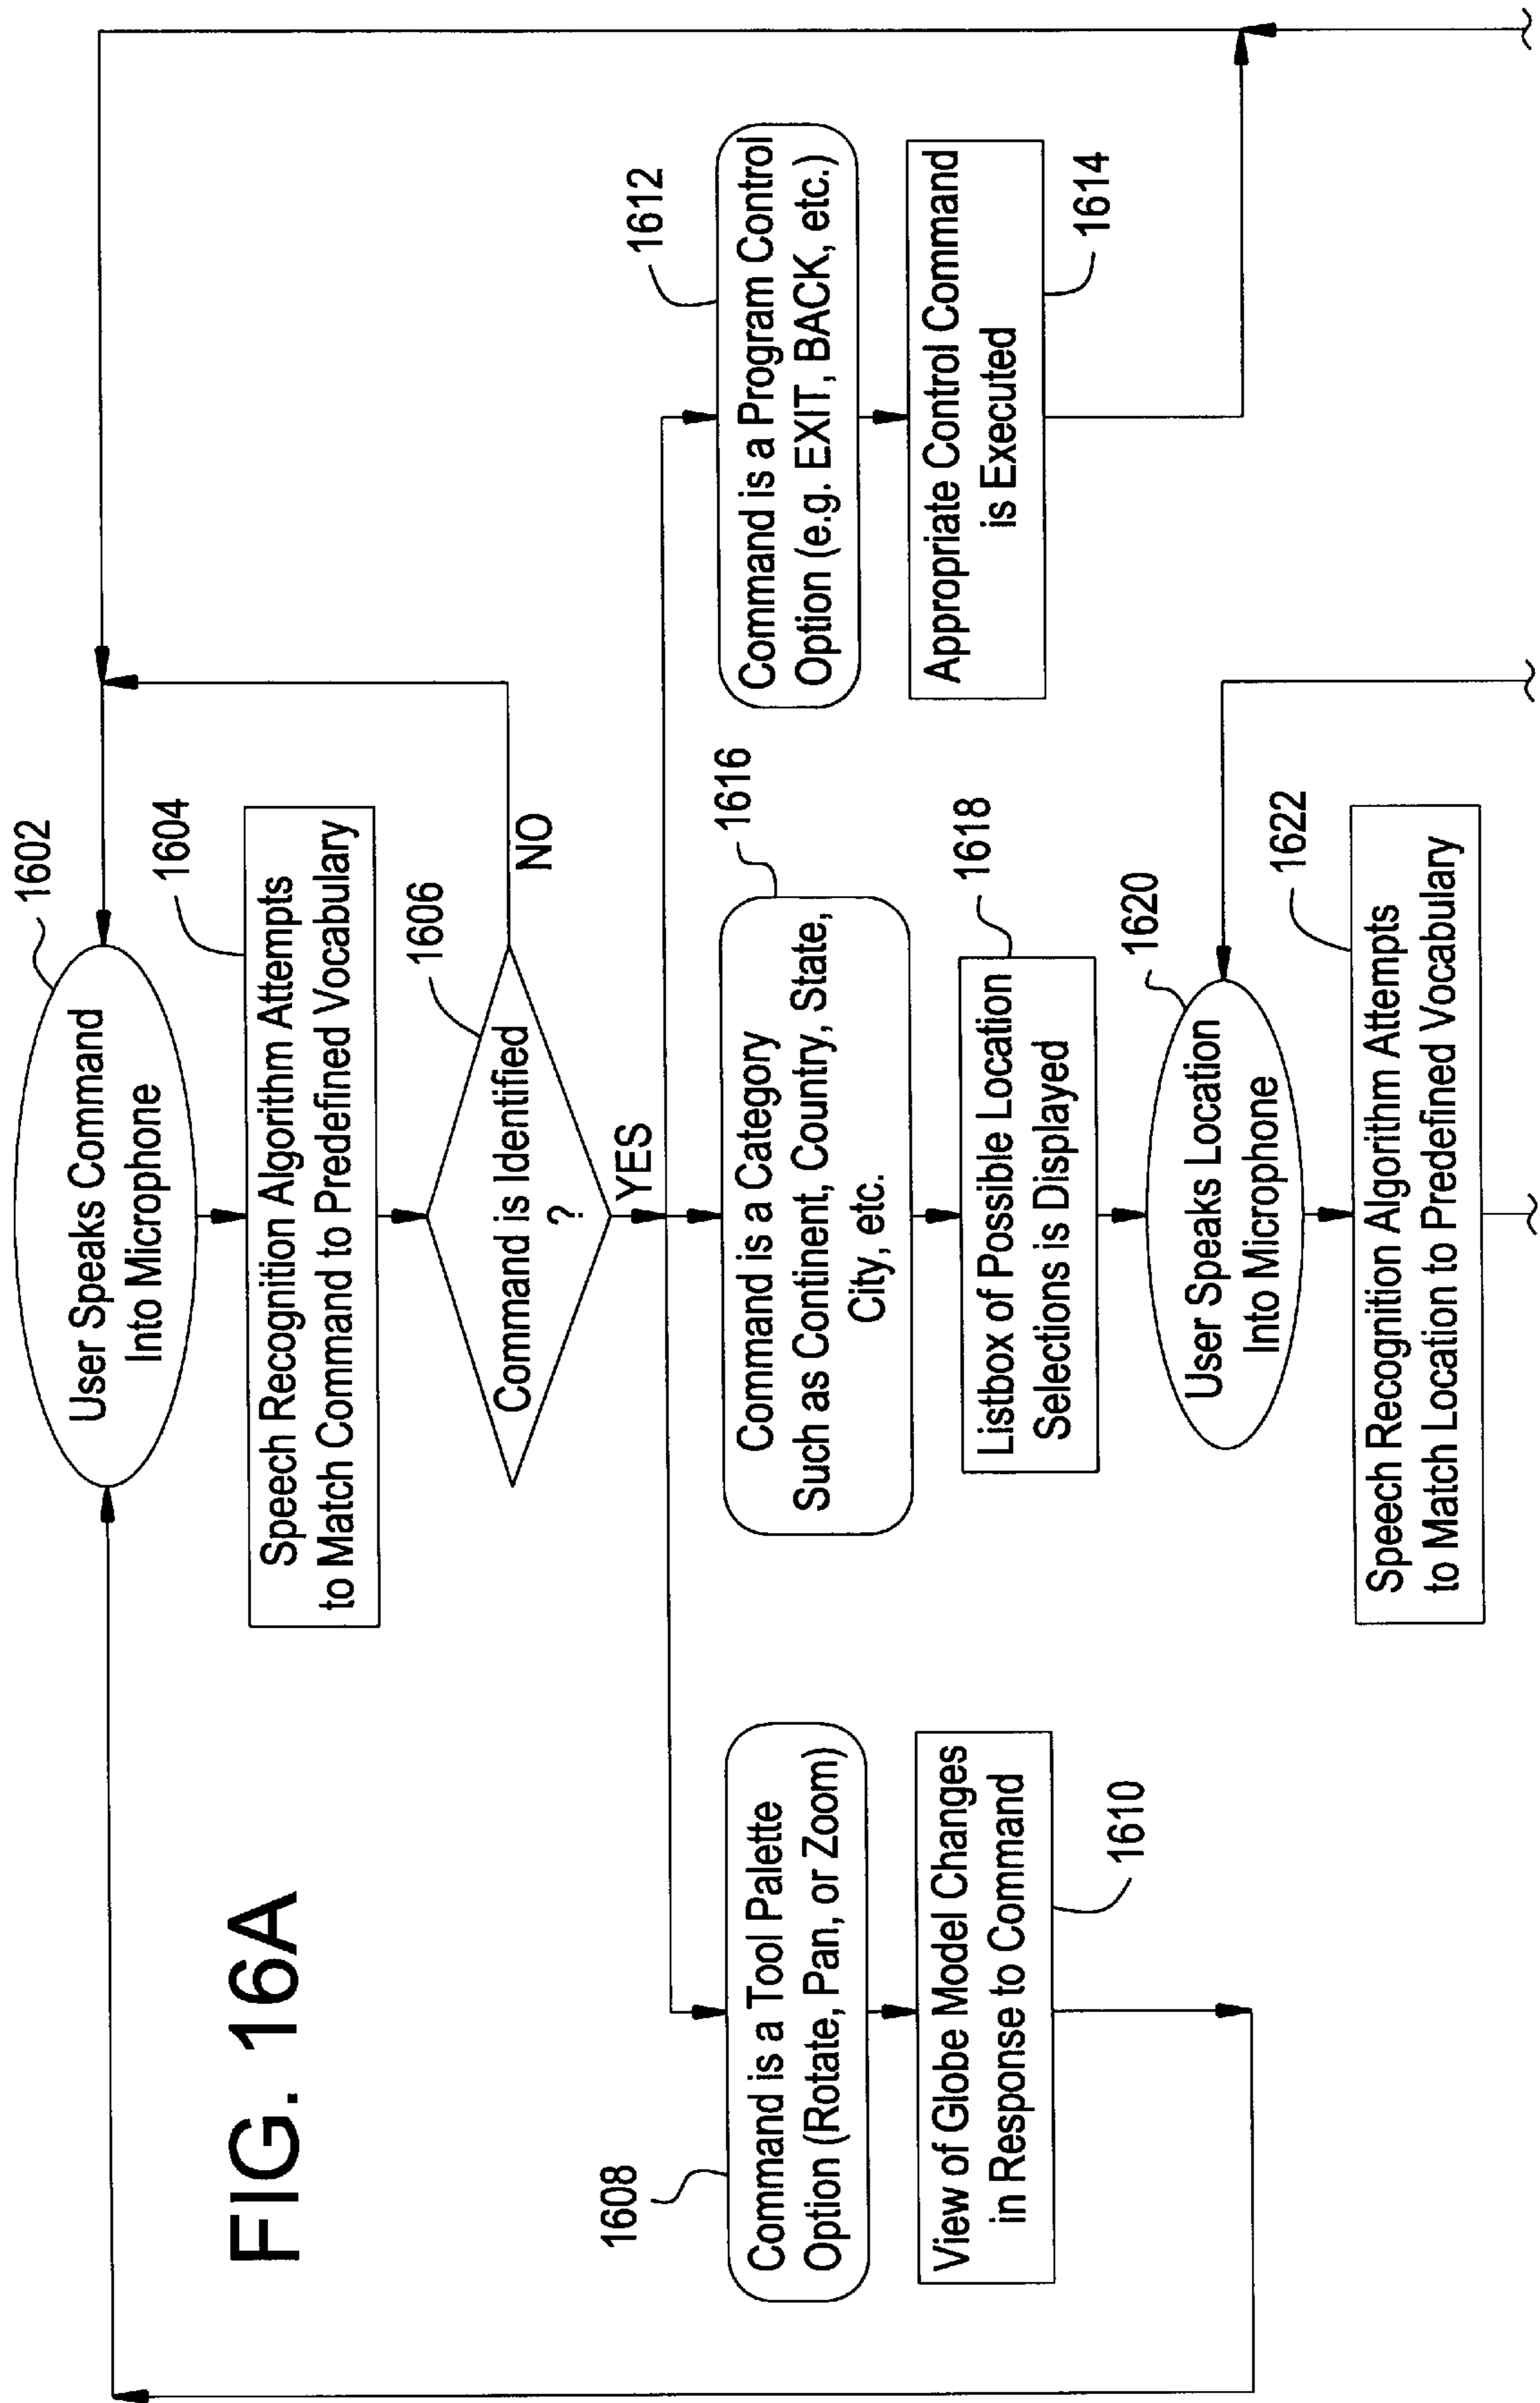 FIG. 16A
1602
User Speaks Command
Into Microphone
1604
Speech Recognition Algorithm Attempts
to Match Command to Predefined Vocabulary
1606
Command is Identified
?
NO
YES
1608
Command is a Tool Palette
Option (Rotate, Pan, or Zoom)
View of Globe Model Changes
in Response to Command
1610
1616
Command is a Category
Such as Continent, Country, State,
City, etc.
1618
Listbox of Possible Location
Selections is Displayed
1620
User Speaks Location
Into Microphone
1622
Speech Recognition Algorithm Attempts
to Match Location to Predefined Vocabulary
1612
Command is a Program Control
Option (e.g. EXIT, BACK, etc.)
Appropriate Control Command
is Executed
1614